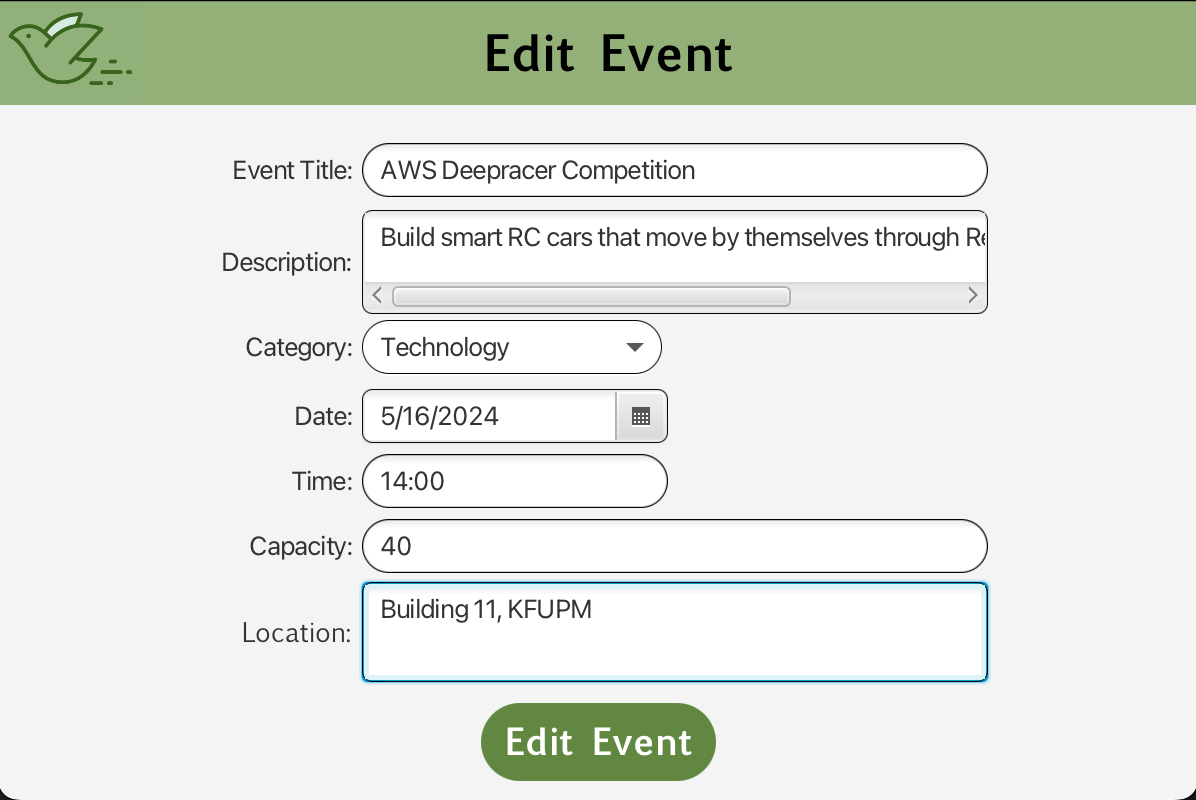 Edit Event
Event Title: AWS Deepracer Competition
Description: Build smart RC cars that move by themselves through
Category: Technology
Date: 5/16/2024
Time: 14:00
Capacity: 40
Location: Building 11, KFUPM
Edit Event